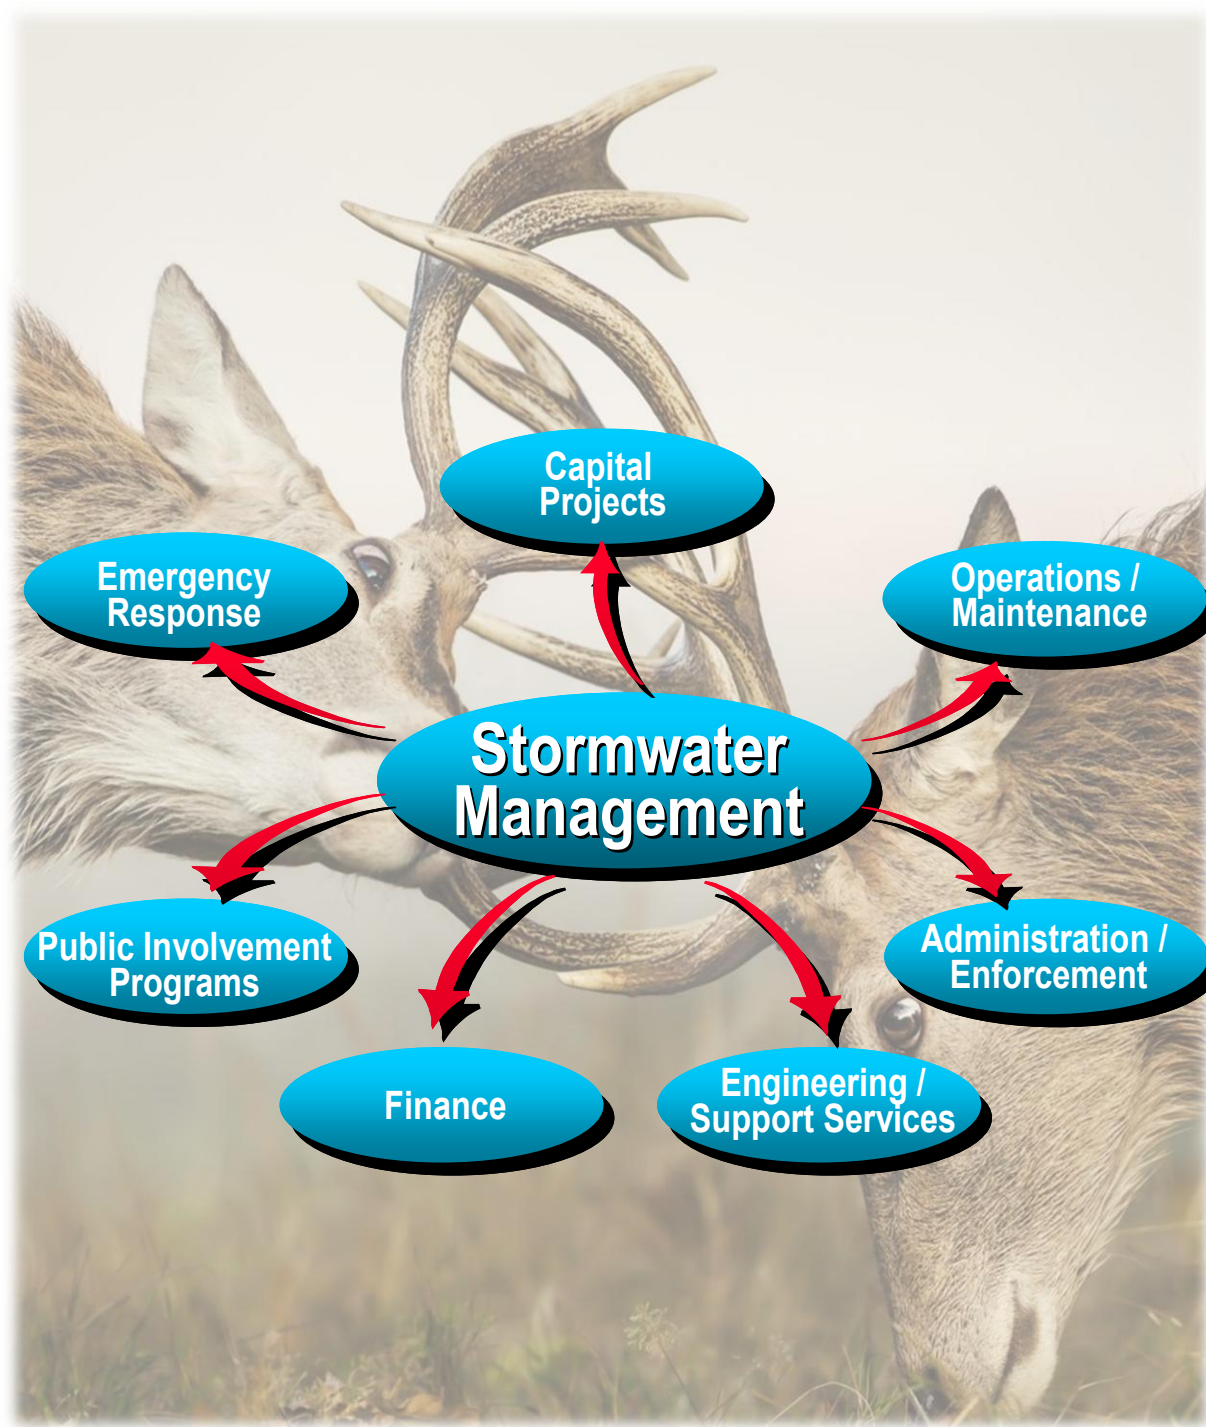 Capital
Projects
Emergency
Response
Operations /
Maintenance
Stormwater
Management
Public Involvement
Programs
Administration /
Enforcement
Finance
Engineering /
Support Services